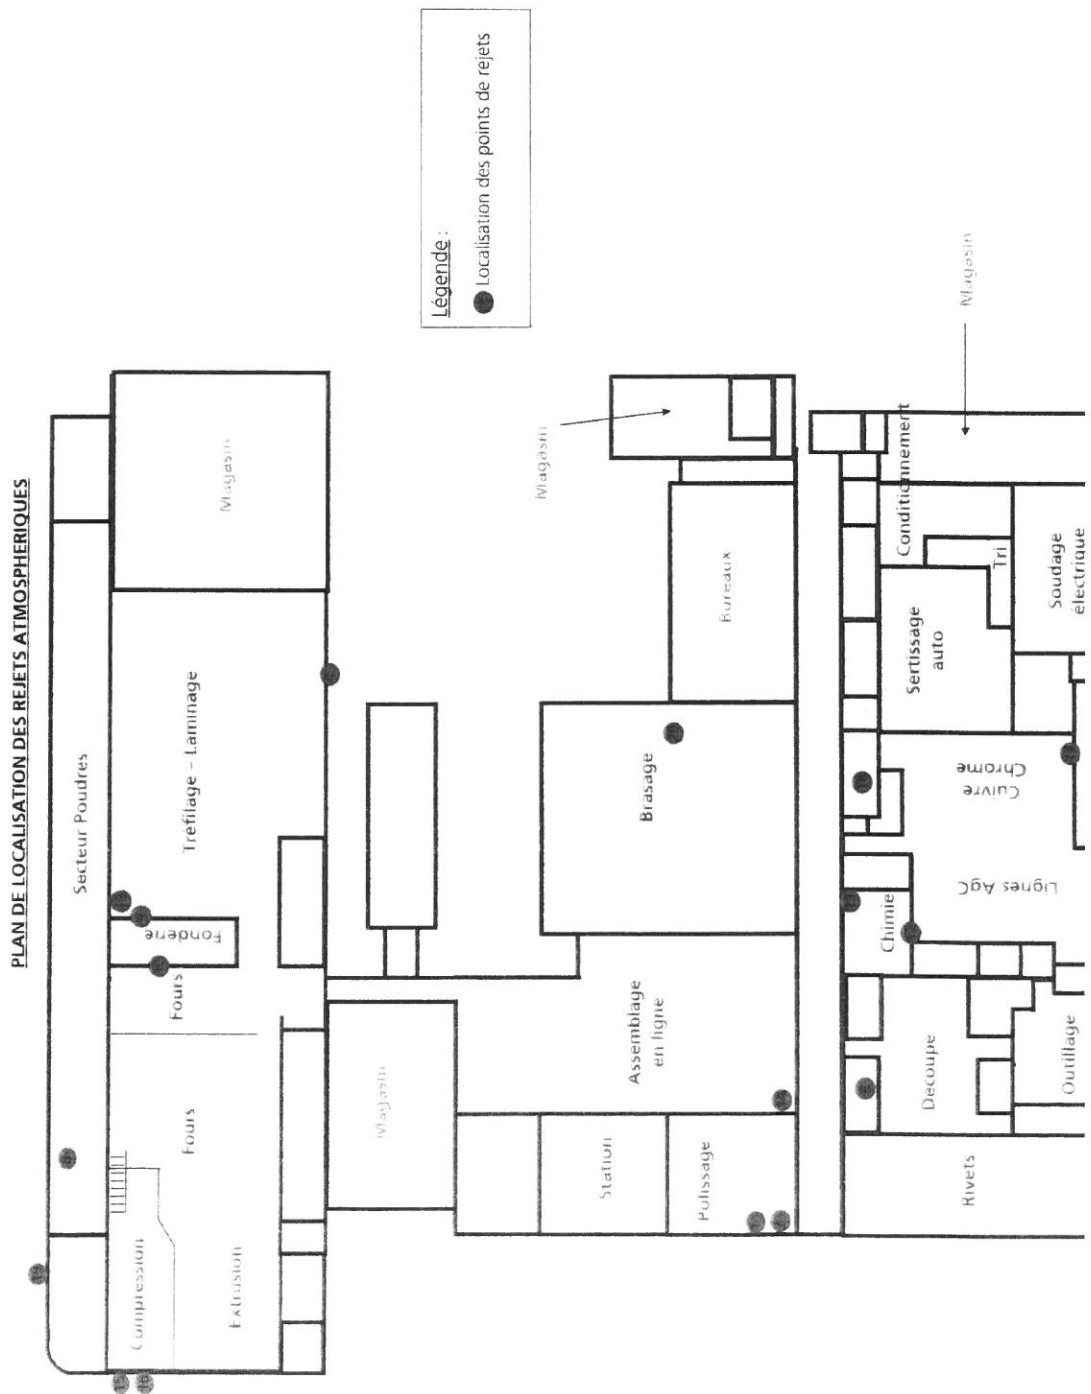 PLAN DE LOCALISATION DES REJETS ATMOSPHERIQUES
Légende :
Localisation des points de rejets
Secteur Poudres
Magasin
Tréfilage – Laminage
Fonderie
Fours
Fours
Compression
Extrusion
Magasin
Magasin
Bureaux
Brasage
Assemblage
en ligne
Station
Polissage
Magasin
Conditionnement
Tri
Soudage
électrique
Sertissage
auto
Cuivre
Chrome
Lignes AgC
Chimie
Decoupe
Outillage
Rivets